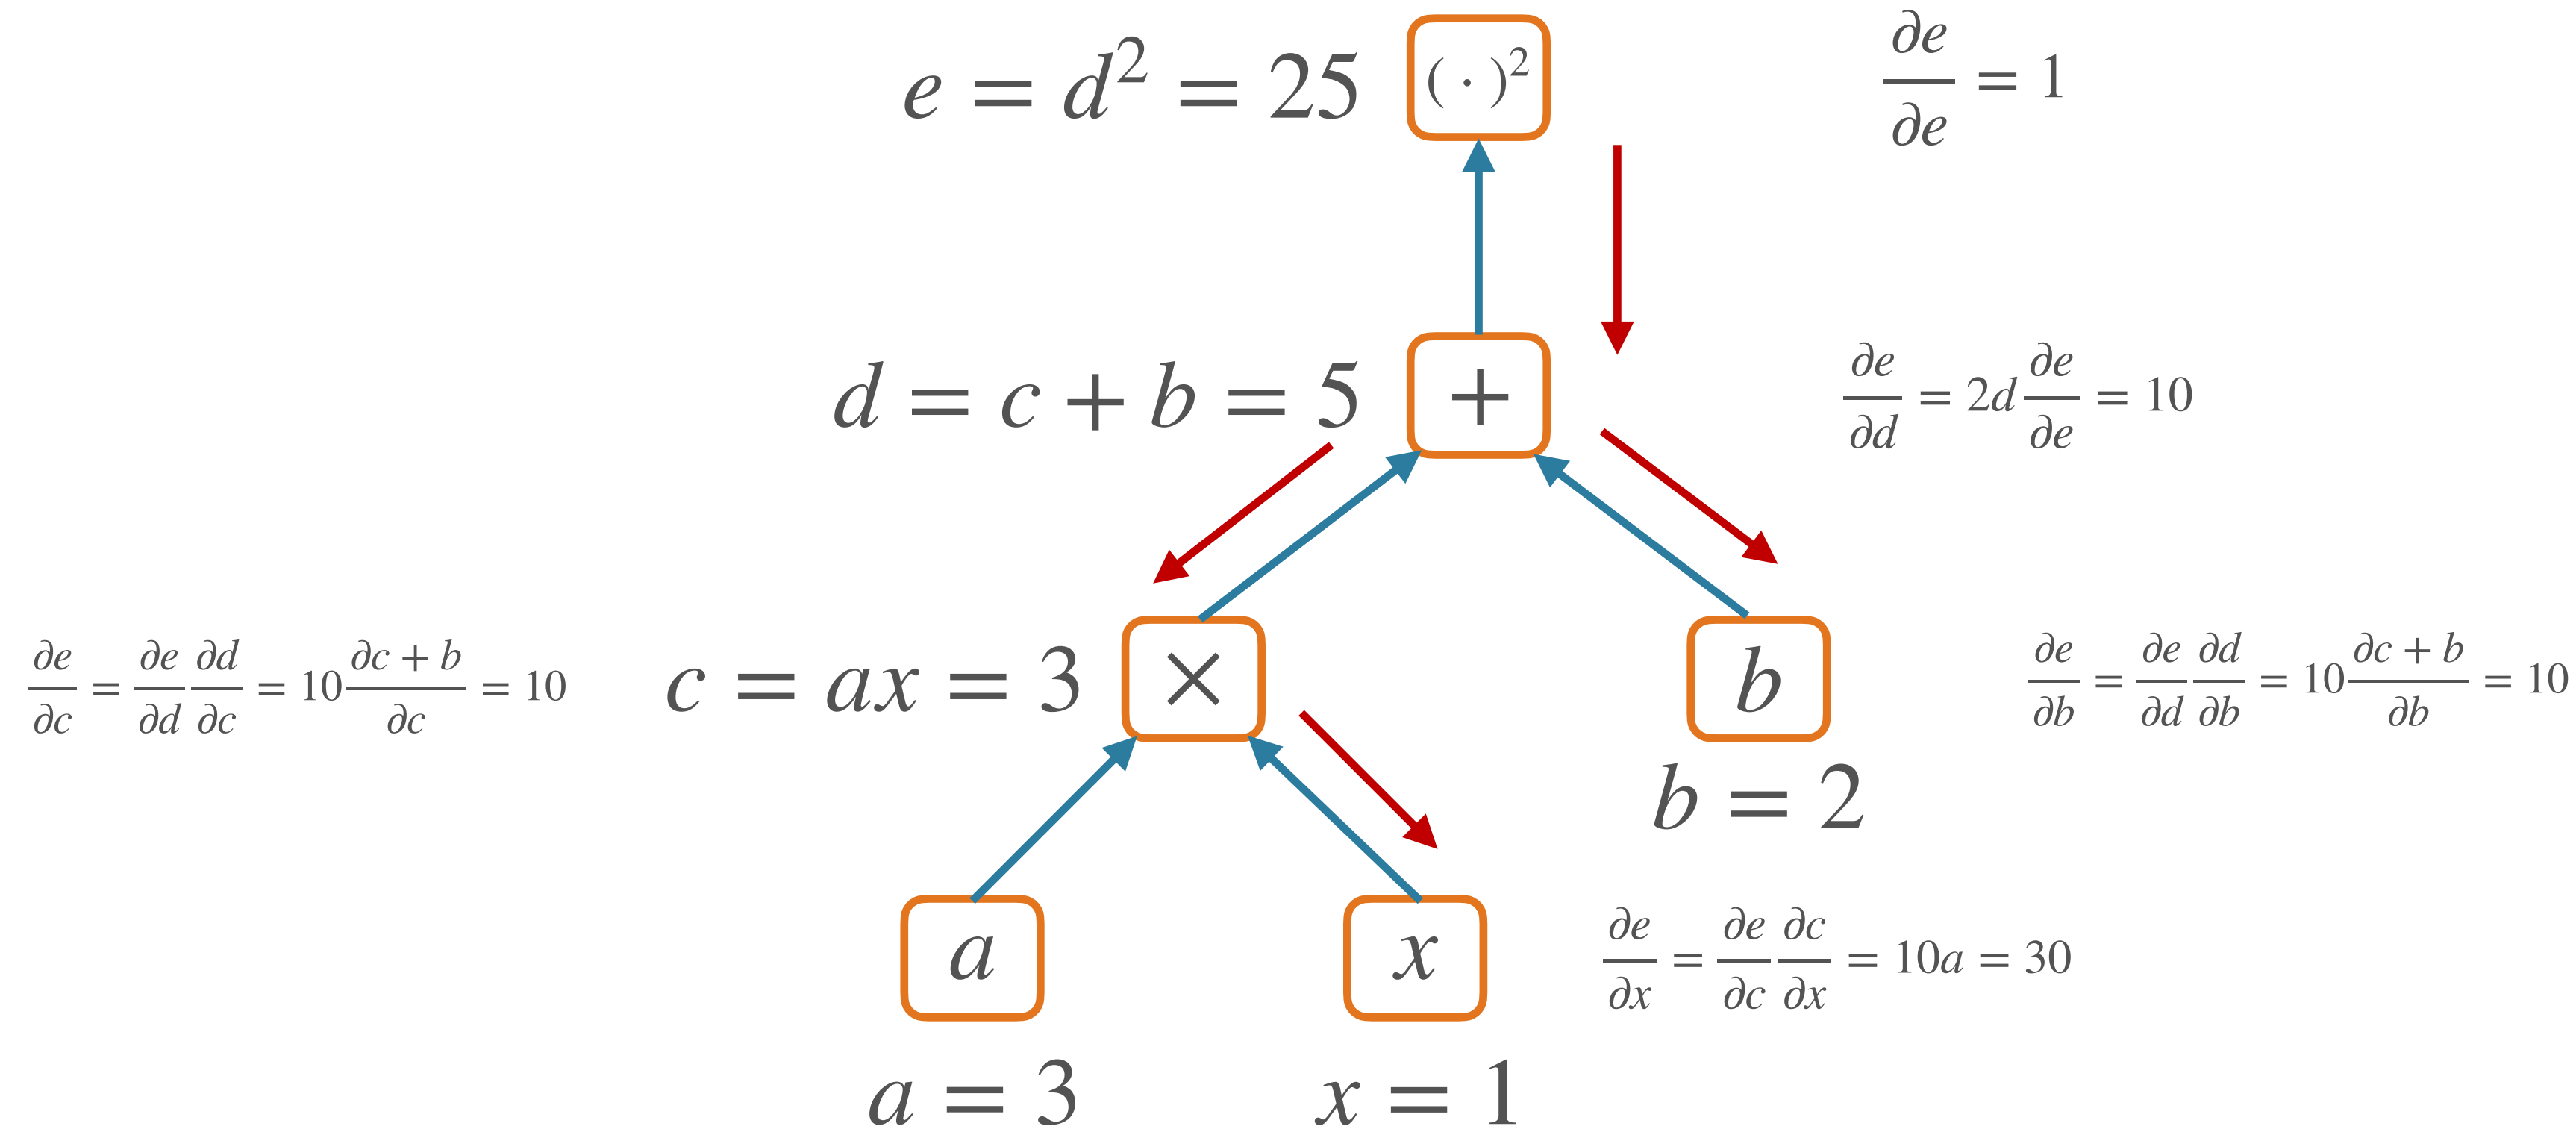 e = d² = 25 (·)² ∂e/∂e = 1
d = c + b = 5 + ∂e/∂d = 2d ∂e/∂e = 10
∂e/∂c = ∂e/∂d ∂d/∂c = 10 ∂c + b/∂c = 10 c = ax = 3 × b ∂e/∂b = ∂e/∂d ∂d/∂b = 10 ∂c + b/∂b = 10
b = 2
a x ∂e/∂x = ∂e/∂c ∂c/∂x = 10a = 30
a = 3 x = 1